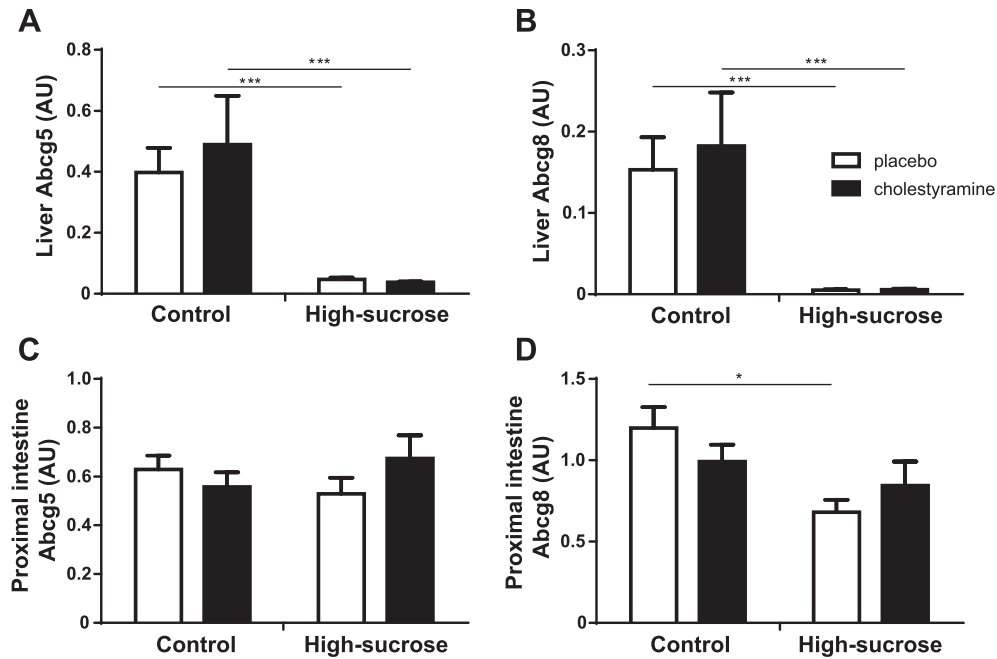 A
Liver Abcg5 (AU)
0.8
0.6
0.4
0.2
0
***
***
Control
High-sucrose
B
Liver Abcg8 (AU)
0.3
0.2
0.1
0
***
***
placebo
cholestyramine
Control
High-sucrose
C
Proximal intestine
Abcg5 (AU)
1.0
0.8
0.6
0.4
0.2
0
Control
High-sucrose
D
Proximal intestine
Abcg8 (AU)
1.5
1.0
0.5
0
*
Control
High-sucrose